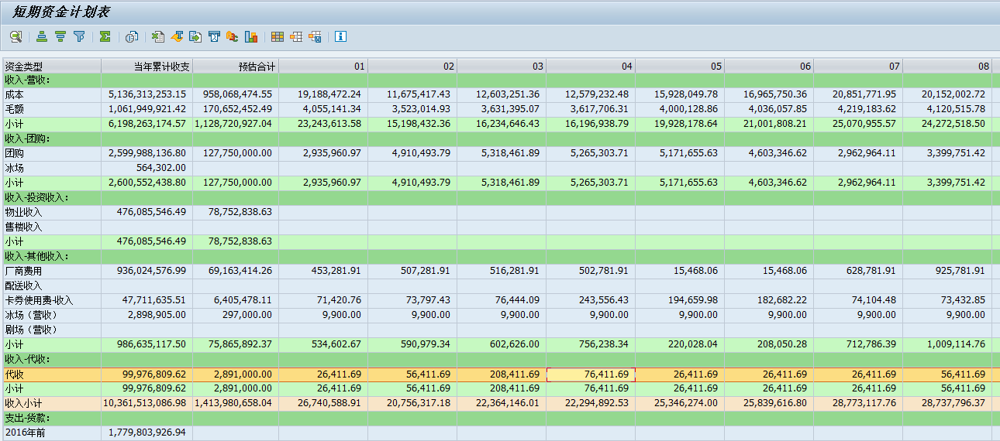 短期资金计划表
资金类型 当年累计收支 预估合计 01 02 03 04 05 06 07 08
收入-营收:
成本 5,136,313,253.15 958,068,474.55 19,188,472.24 11,675,417.43 12,603,251.36 12,579,232.48 15,928,049.78 16,965,750.36 20,851,771.95 20,152,002.72
毛额 1,061,949,921.42 170,652,452.49 4,055,141.34 3,523,014.93 3,631,395.07 3,617,706.31 4,000,128.86 4,036,057.85 4,219,183.62 4,120,515.78
小计 6,198,263,174.57 1,128,720,927.04 23,243,613.58 15,198,432.36 16,234,646.43 16,196,938.79 19,928,178.64 21,001,808.21 25,070,955.57 24,272,518.50
收入-团购:
团购 2,599,988,136.80 127,750,000.00 2,935,960.97 4,910,493.79 5,318,461.89 5,265,303.71 5,171,655.63 4,603,346.62 2,962,964.11 3,399,751.42
冰场 564,302.00
小计 2,600,552,438.80 127,750,000.00 2,935,960.97 4,910,493.79 5,318,461.89 5,265,303.71 5,171,655.63 4,603,346.62 2,962,964.11 3,399,751.42
收入-投资收入:
物业收入 476,085,546.49 78,752,838.63
售楼收入
小计 476,085,546.49 78,752,838.63
收入-其他收入:
厂商费用 936,024,576.99 69,163,414.26 453,281.91 507,281.91 516,281.91 502,781.91 15,468.06 15,468.06 628,781.91 925,781.91
配送收入
卡券使用费-收入 47,711,635.51 6,405,478.11 71,420.76 73,797.43 76,444.09 243,556.43 194,659.98 182,682.22 74,104.48 73,432.85
冰场（营收） 2,898,905.00 297,000.00 9,900.00 9,900.00 9,900.00 9,900.00 9,900.00 9,900.00 9,900.00 9,900.00
剧场（营收）
小计 986,635,117.50 75,865,892.37 534,602.67 590,979.34 602,626.00 756,238.34 220,028.04 208,050.28 712,786.39 1,009,114.76
收入-代收:
代收 99,976,809.62 2,891,000.00 26,411.69 56,411.69 208,411.69 76,411.69 26,411.69 26,411.69 26,411.69 56,411.69
小计 99,976,809.62 2,891,000.00 26,411.69 56,411.69 208,411.69 76,411.69 26,411.69 26,411.69 26,411.69 56,411.69
收入小计 10,361,513,086.98 1,413,980,658.04 26,740,588.91 20,756,317.18 22,364,146.01 22,294,892.53 25,346,274.00 25,839,616.80 28,773,117.76 28,737,796.37
支出-货款:
2016年前 1,779,803,926.94